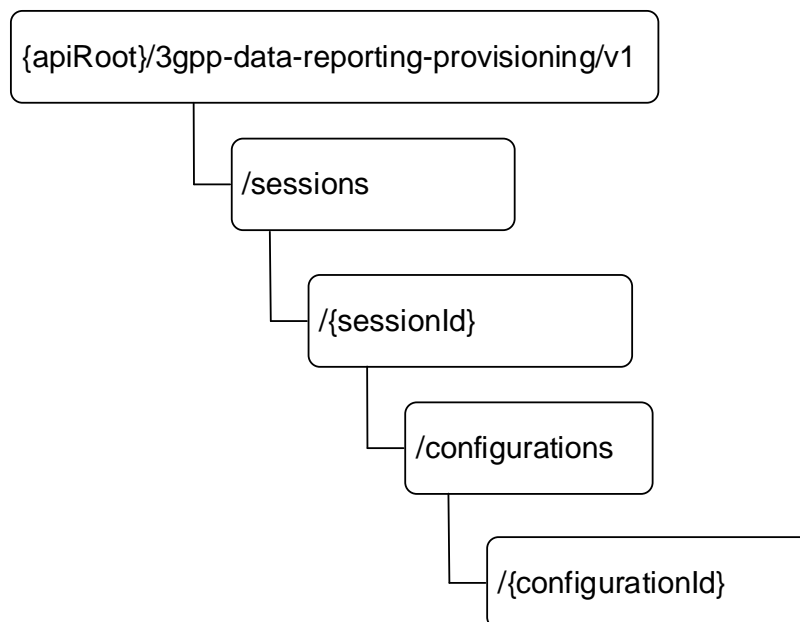 {apiRoot}/3gpp-data-reporting-provisioning/v1
/sessions
/{sessionId}
/configurations
/{configurationId}